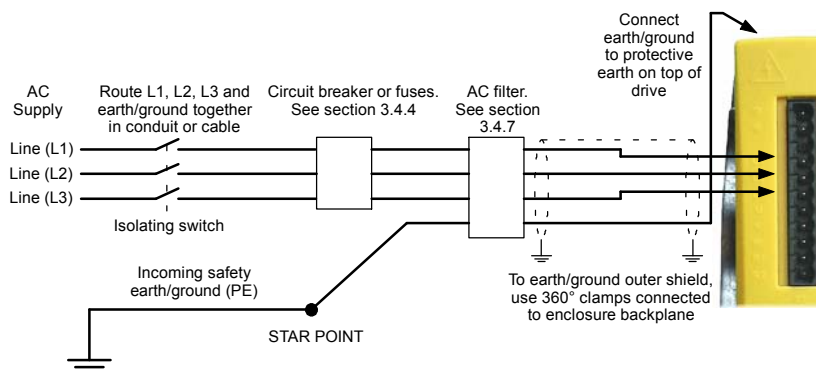 Connect
earth/ground
to protective
earth on top of
drive
AC
Supply
Route L1, L2, L3 and
earth/ground together
in conduit or cable
Circuit breaker or fuses.
See section 3.4.4
AC filter.
See section
3.4.7
Line (L1)
Line (L2)
Line (L3)
Isolating switch
Incoming safety
earth/ground (PE)
STAR POINT
To earth/ground outer shield,
use 360° clamps connected
to enclosure backplane